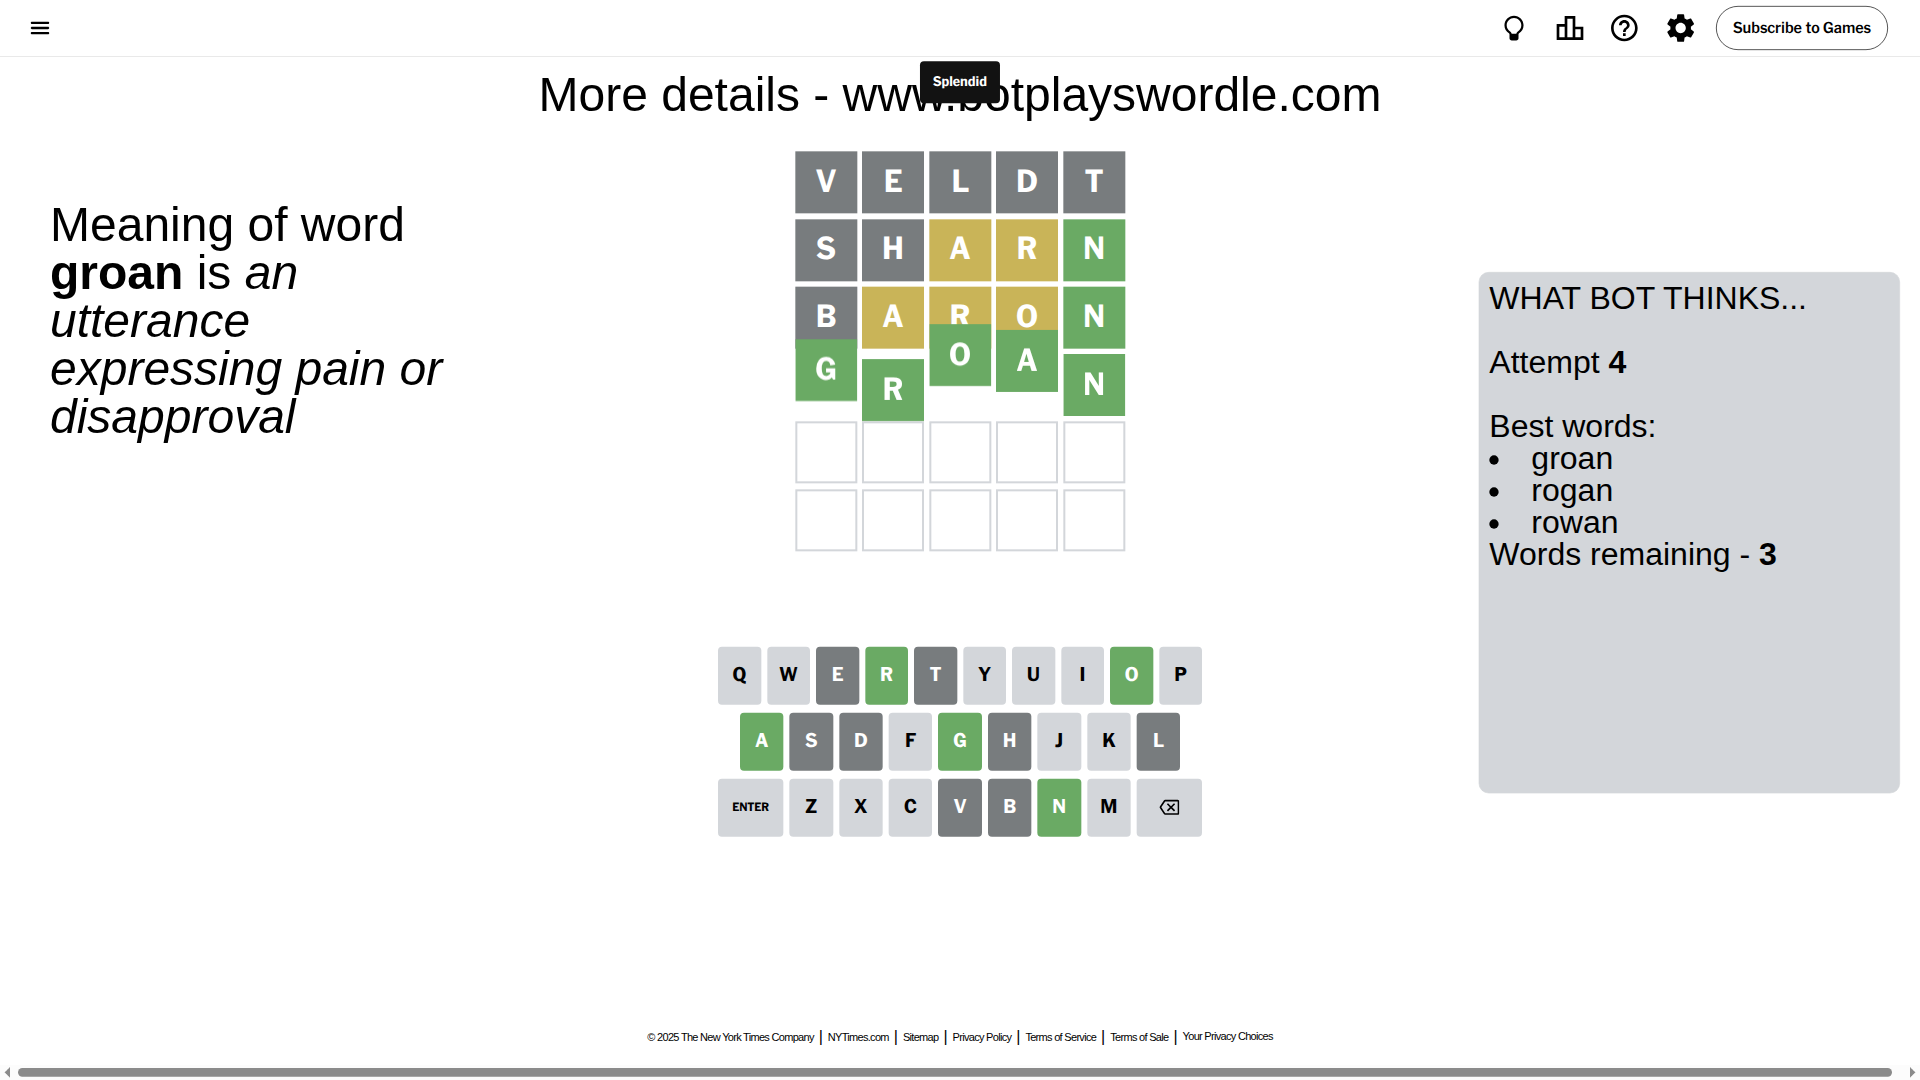 Subscribe to Games
Splendid
More details - www.botplayswordle.com
Meaning of word
groan is an
utterance
expressing pain or
disapproval
V E L D T
S H A R N
B A R O N
G R O A N
WHAT BOT THINKS...
Attempt 4
Best words:
• groan
• rogan
• rowan
Words remaining - 3
Q W E R T Y U I O P
A S D F G H J K L
ENTER Z X C V B N M
© 2025 The New York Times Company | NYTimes.com | Sitemap | Privacy Policy | Terms of Service | Terms of Sale | Your Privacy Choices